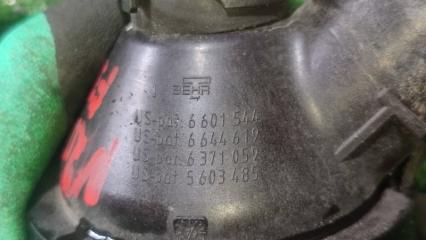 BEHR
US-pat. 6 601 544
US-pat. 6 644 619
US-pat. 6 371 052
US-pat. 5 603 485